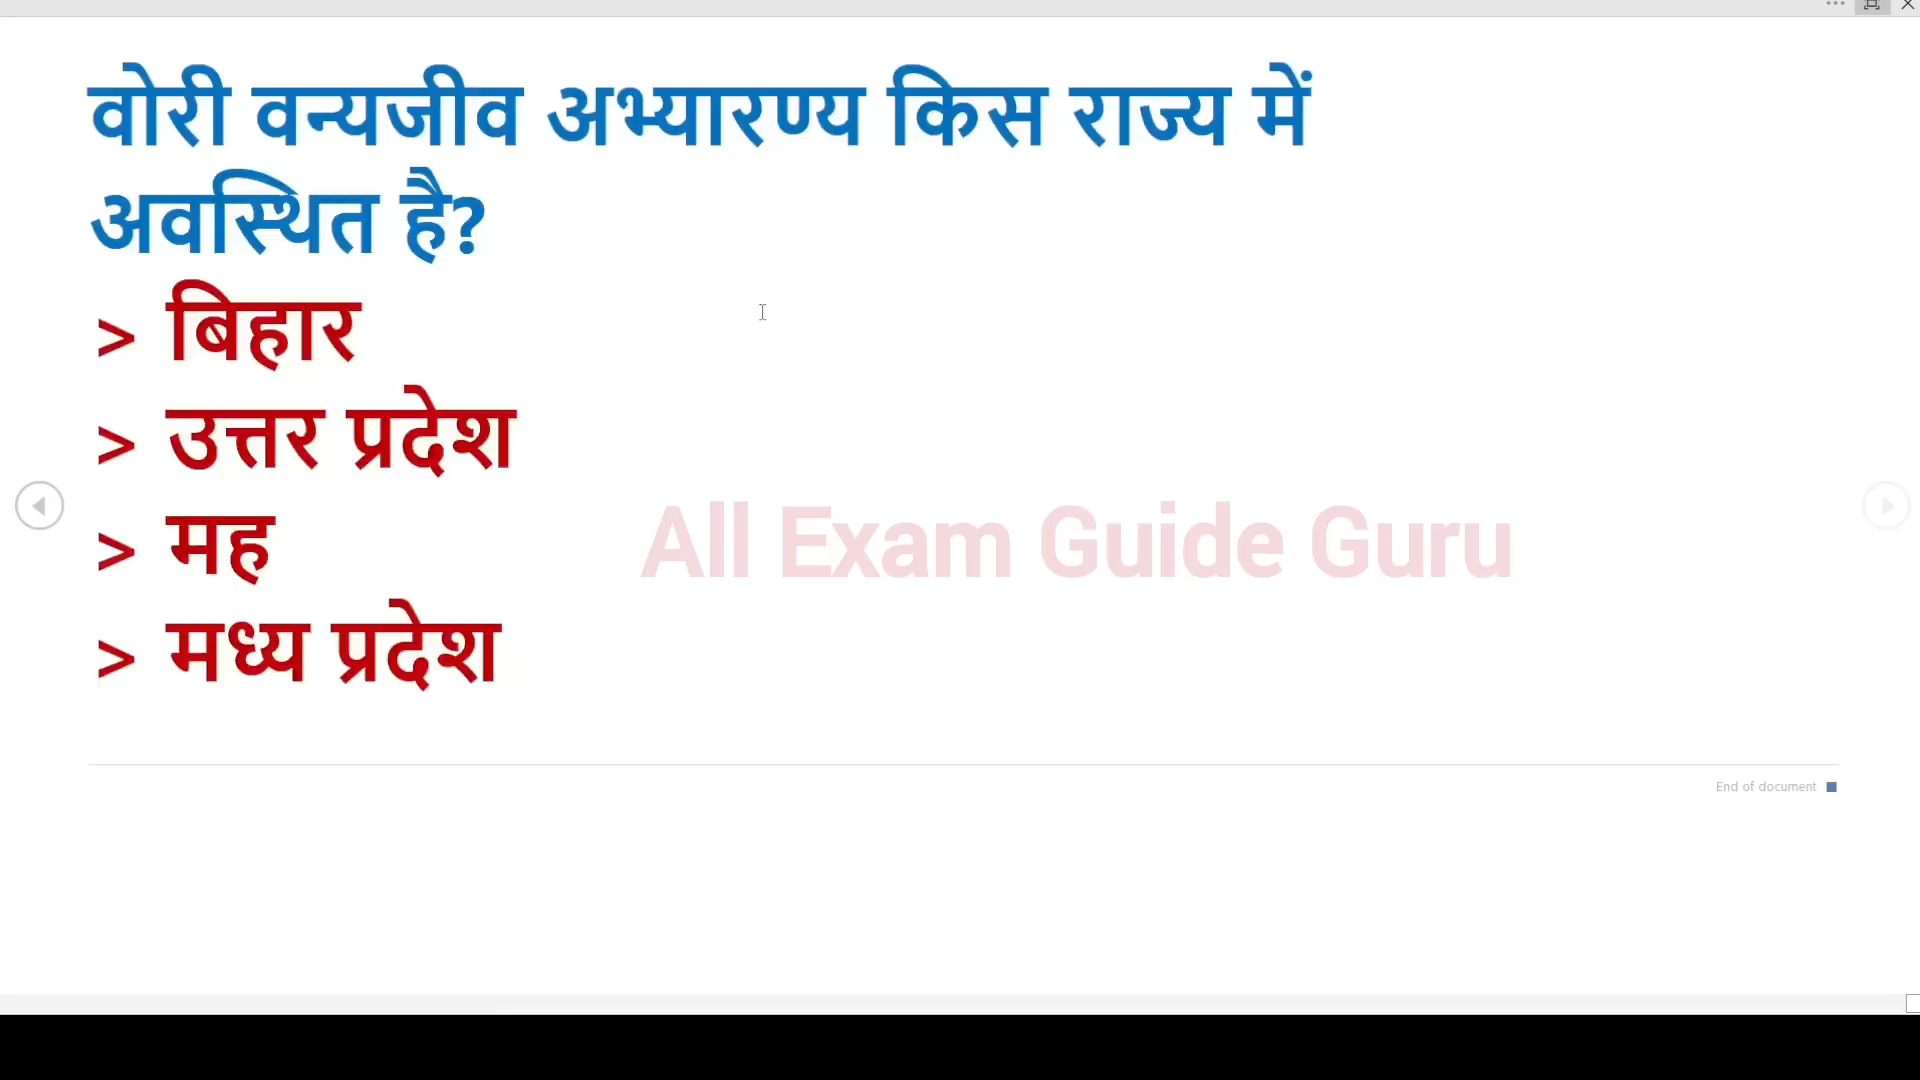 वोरी वन्यजीव अभ्यारण्य किस राज्य में
अवस्थित है?
> बिहार
> उत्तर प्रदेश
> मह
> मध्य प्रदेश
All Exam Guide Guru
End of document